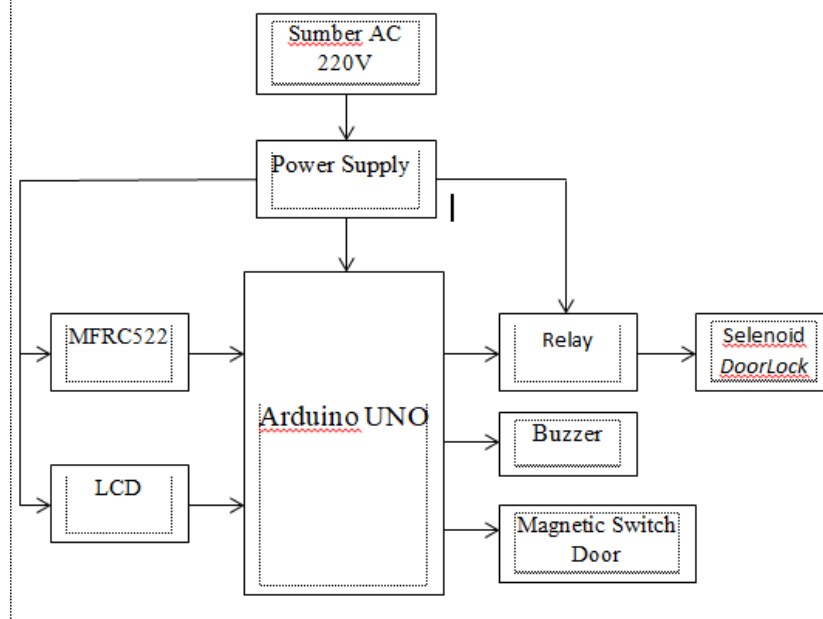 Sumber AC
220V
Power Supply
MFRC522
Relay
Selenoid
DoorLock
Arduino UNO
Buzzer
LCD
Magnetic Switch
Door